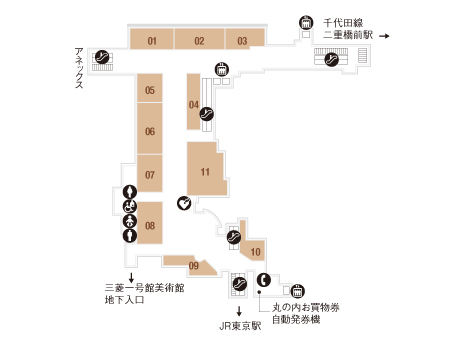 千代田線
二重橋前駅
アネックス
01
02
03
04
05
06
07
08
09
10
11
三菱一号館美術館
地下入口
丸の内お買物券
自動発券機
JR東京駅